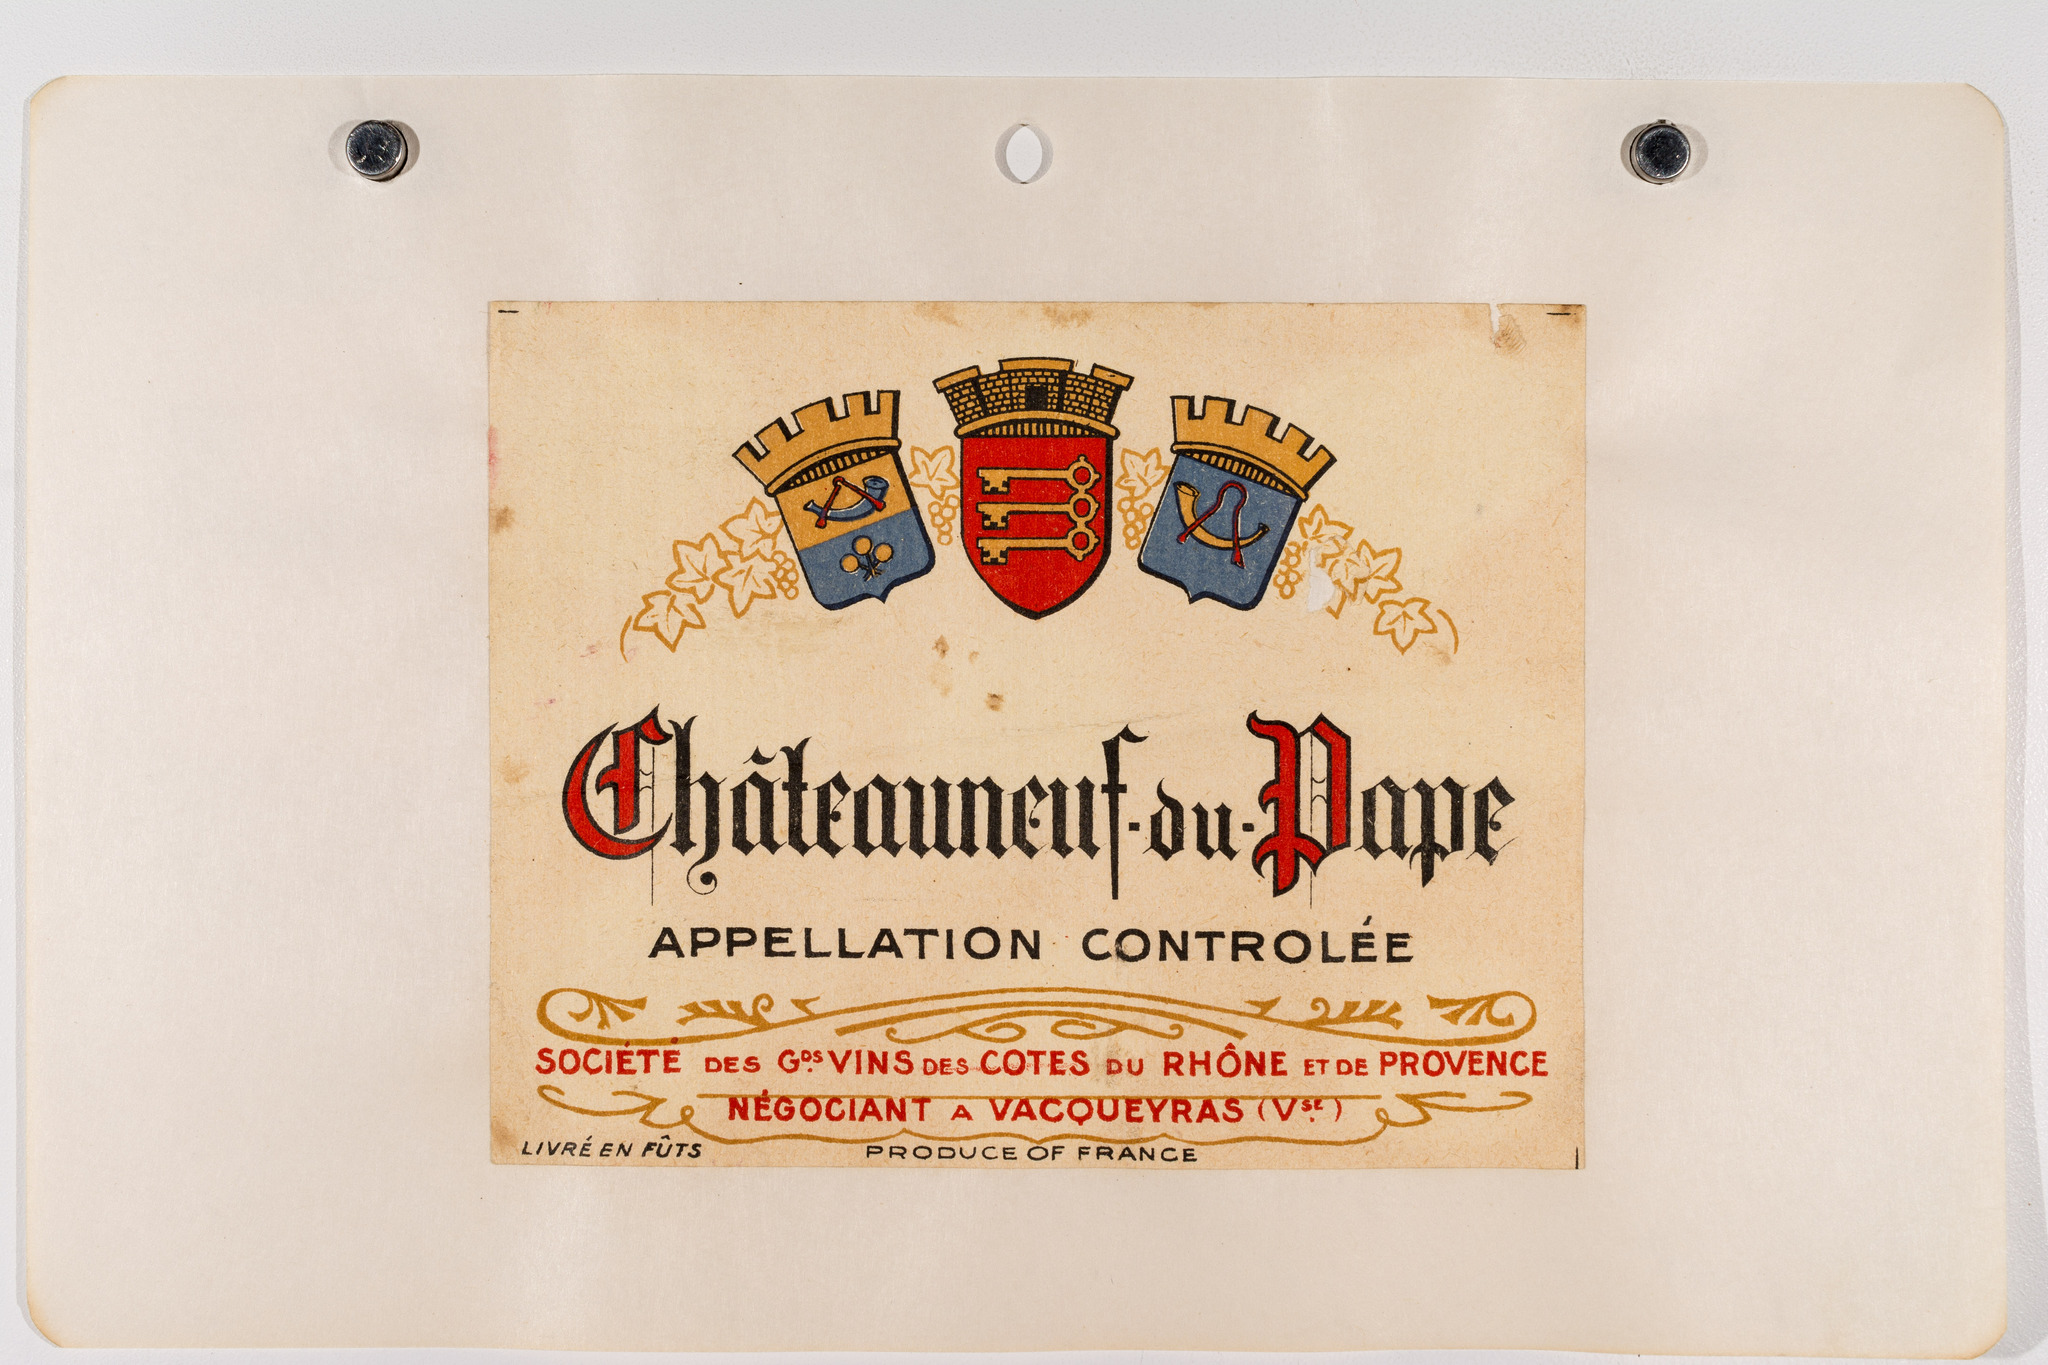 Châteauneuf-du-Pape
APPELLATION CONTROLÉE
SOCIÉTÉ DES Gds VINS DES COTES DU RHÔNE ET DE PROVENCE
NÉGOCIANT A VACQUEYRAS (Vse)
LIVRÉ EN FÛTS PRODUCE OF FRANCE